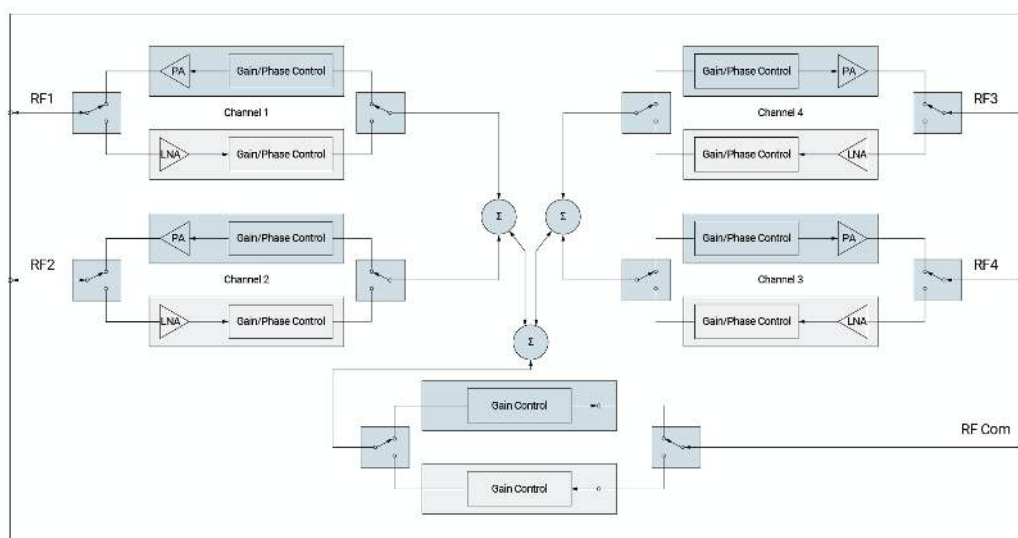 PA
Gain/Phase Control
Gain/Phase Control
PA
RF1
Channel 1
Channel 4
RF3
LNA
Gain/Phase Control
Gain/Phase Control
LNA
Σ
Σ
PA
Gain/Phase Control
Gain/Phase Control
PA
RF2
Channel 2
Channel 3
RF4
LNA
Gain/Phase Control
Gain/Phase Control
LNA
Σ
Gain Control
RF Com
Gain Control